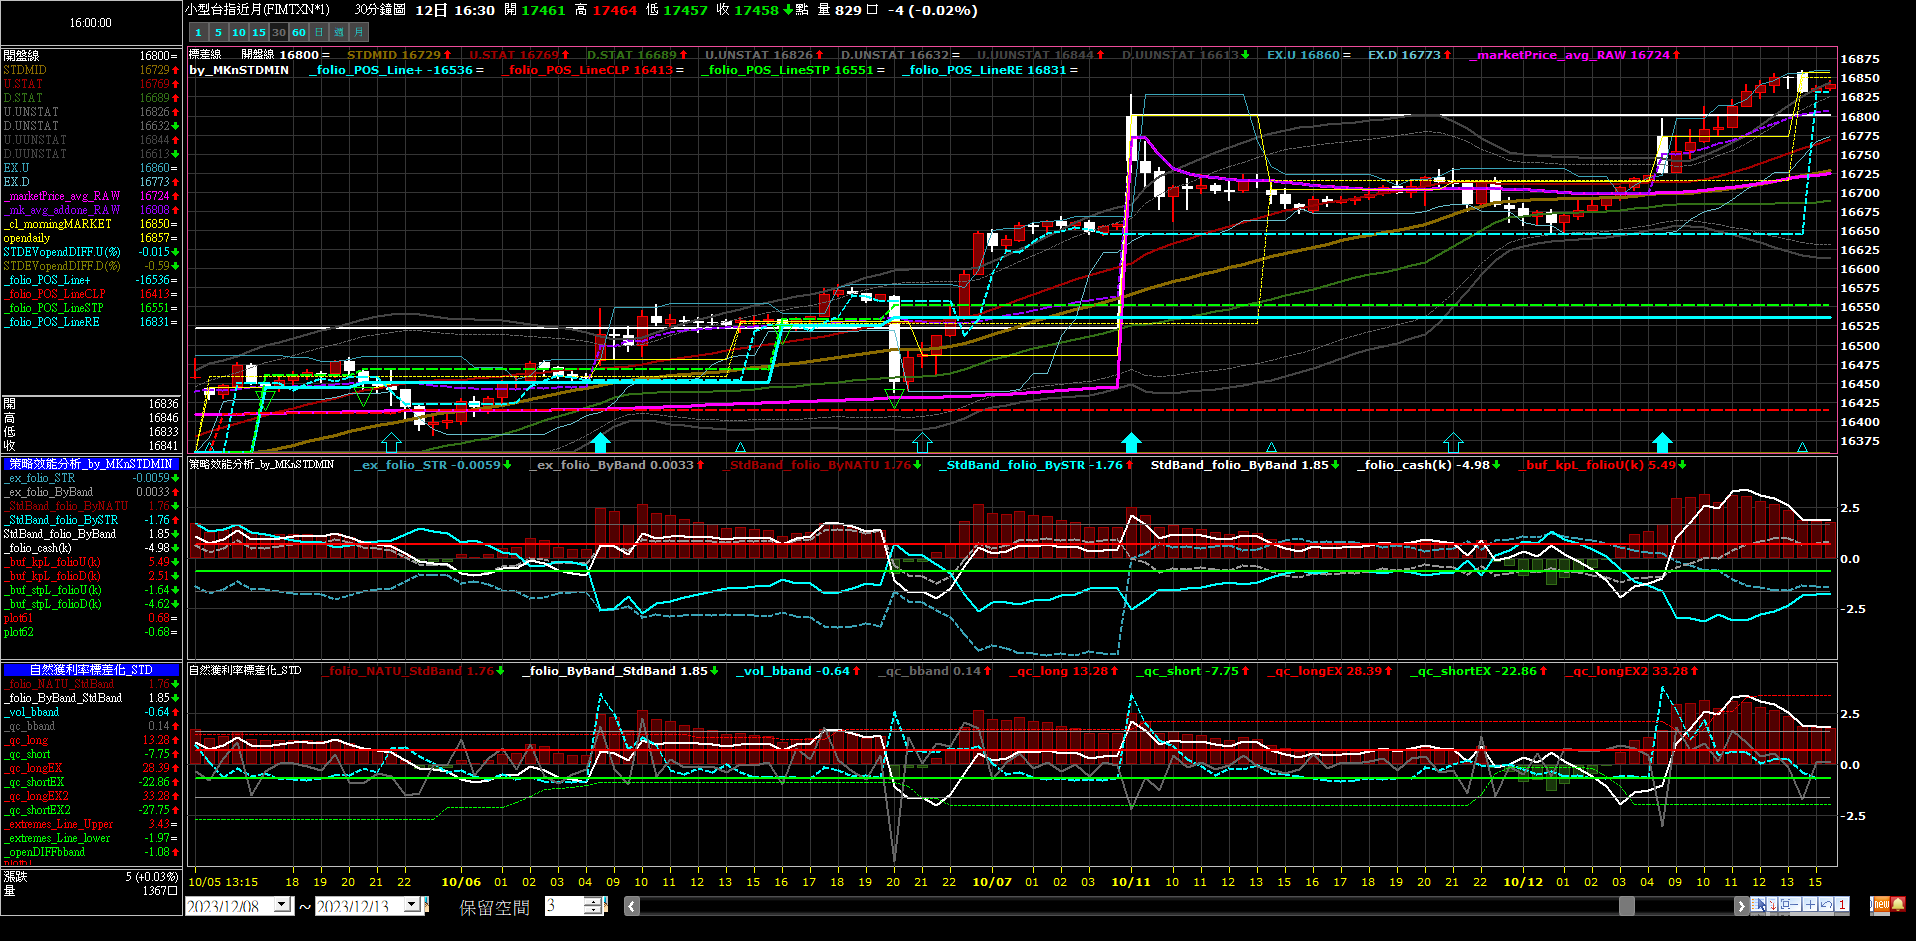 16:00:00
小型台指近月(FIMTXN*1) 30分鐘圖 12日 16:30 開 17461 高 17464 低 17457 收 17458 點 量 829口 -4 (-0.02%)
1 5 10 15 30 60 日 週 月
開盤線 16800=
STDMID 16729
U.STAT 16769
D.STAT 16689
U.UNSTAT 16826
D.UNSTAT 16632
U.UUNSTAT 16844
D.UUNSTAT 16613
EX.U 16860=
EX.D 16773
_marketPrice_avg_RAW 16724
_mk_avg_addons_RAW 16808
_cl_morningMARKET 16850=
opendaily 16857=
STDEVopendDIFF.U(%) -0.015
STDEVopendDIFF.D(%) -0.59
_folio_POS_Line+ -16536=
_folio_POS_LineCLP 16413=
_folio_POS_LineSTP 16551=
_folio_POS_LineRE 16831=
開 16836
高 16846
低 16833
收 16841
標差線 開盤線 16800 = STDMID 16729 U.STAT 16769 D.STAT 16689 U.UNSTAT 16826 D.UNSTAT 16632 = U.UUNSTAT 16844 D.UUNSTAT 16613 EX.U 16860 = EX.D 16773 _marketPrice_avg_RAW 16724
by_MKnSTDMIN _folio_POS_Line+ -16536 = _folio_POS_LineCLP 16413 = _folio_POS_LineSTP 16551 = _folio_POS_LineRE 16831 =
16875
16850
16825
16800
16775
16750
16725
16700
16675
16650
16625
16600
16575
16550
16525
16500
16475
16450
16425
16400
16375
策略效能分析_by_MKnSTDMIN
_ex_folio_STR -0.0059
_ex_folio_ByBand 0.0033
_StdBand_folio_ByNATU 1.76
_StdBand_folio_BySTR -1.76
StdBand_folio_ByBand 1.85
_folio_cash(k) -4.98
_buf_kpL_folioU(k) 5.49
_buf_kpL_folioD(k) 2.51
_buf_stpL_folioU(k) -1.64
_buf_stpL_folioD(k) -4.62
plot61 0.68=
plot62 -0.68=
策略效能分析_by_MKnSTDMIN _ex_folio_STR -0.0059 _ex_folio_ByBand 0.0033 _StdBand_folio_ByNATU 1.76 _StdBand_folio_BySTR -1.76 StdBand_folio_ByBand 1.85 _folio_cash(k) -4.98 _buf_kpL_folioU(k) 5.49
2.5
0.0
-2.5
自然獲利率標差化_STD
_folio_NATU_StdBand 1.76
_folio_ByBand_StdBand 1.85
_vol_bband -0.64
_qc_bband 0.14
_qc_long 13.28
_qc_short -7.75
_qc_longEX 28.39
_qc_shortEX -22.86
_qc_longEX2 33.28
_qc_shortEX2 -27.75
_extremes_Line_Upper 3.43=
_extremes_Line_lower -1.97=
_openDIFFbband -1.08
漲跌 5 (+0.03%)
量 1367口
自然獲利率標差化_STD _folio_NATU_StdBand 1.76 _folio_ByBand_StdBand 1.85 _vol_bband -0.64 _qc_bband 0.14 _qc_long 13.28 _qc_short -7.75 _qc_longEX 28.39 _qc_shortEX -22.86 _qc_longEX2 33.28
2.5
0.0
-2.5
10/05 13:15 18 19 20 21 22 10/06 01 02 03 04 09 10 11 12 13 14 15 16 17 18 19 20 21 22 10/07 01 02 03 04 10/11 10 11 12 13 14 15 16 17 18 19 20 21 22 10/12 01 02 03 04 09 10 11 12 13 15
2023/12/08 ~ 2023/12/13 保留空間 3 1 new